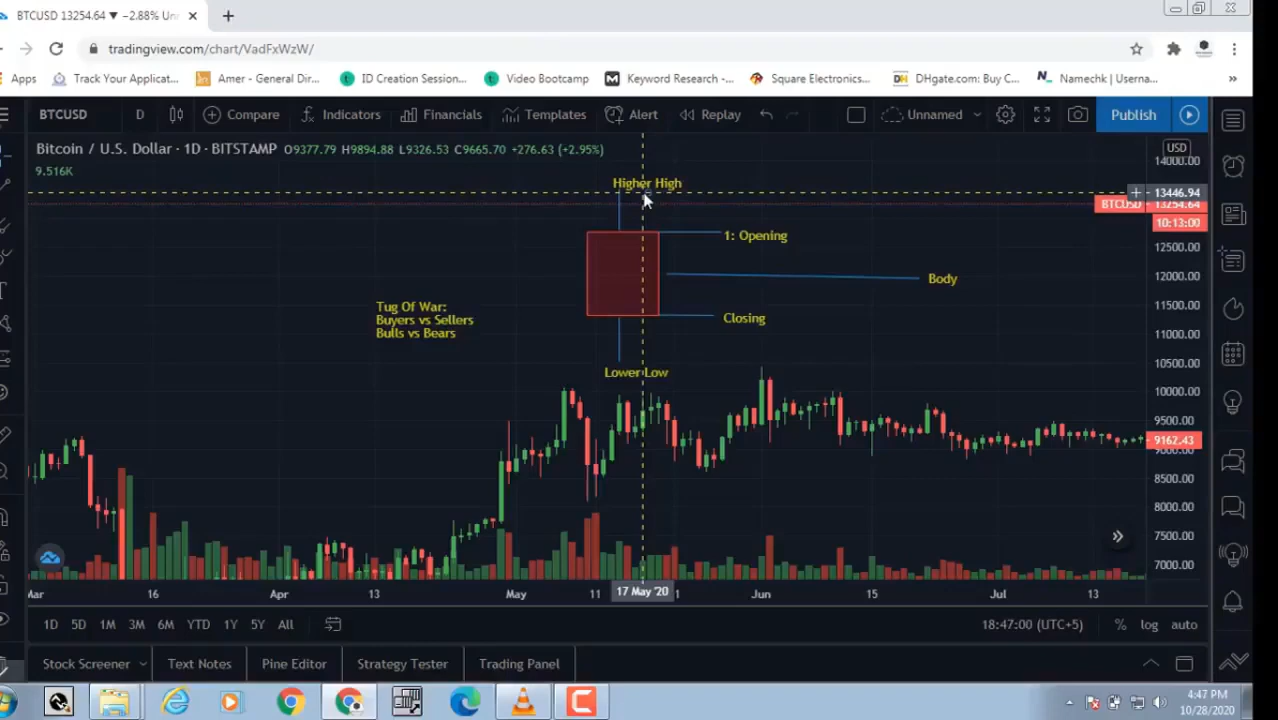 BTCUSD 13254.64 ▼ −2.88% Un
tradingview.com/chart/VadFxWzW/
Apps
Track Your Applicat...
Amer - General Dir...
ID Creation Session...
Video Bootcamp
Keyword Research -...
Square Electronics...
DHgate.com: Buy C...
Namechk | Userna...
BTCUSD
D
Compare
Indicators
Financials
Templates
Alert
Replay
Unnamed
Publish
Bitcoin / U.S. Dollar · 1D · BITSTAMP O9377.79 H9894.88 L9326.53 C9665.70 +276.63 (+2.95%)
USD
14000.00
9.516K
Higher High
13446.94
BTCUSD 13254.64
10:13:00
1: Opening
12500.00
Body
12000.00
Tug Of War:
Buyers vs Sellers
Bulls vs Bears
11500.00
Closing
11000.00
10500.00
Lower Low
10000.00
9500.00
9162.43
9000.00
8500.00
8000.00
7500.00
7000.00
Mar
16
Apr
13
May
11
17 May '20
1
Jun
15
Jul
13
1D
5D
1M
3M
6M
YTD
1Y
5Y
All
18:47:00 (UTC+5)
%
log
auto
Stock Screener
Text Notes
Pine Editor
Strategy Tester
Trading Panel
4:47 PM
10/28/2020